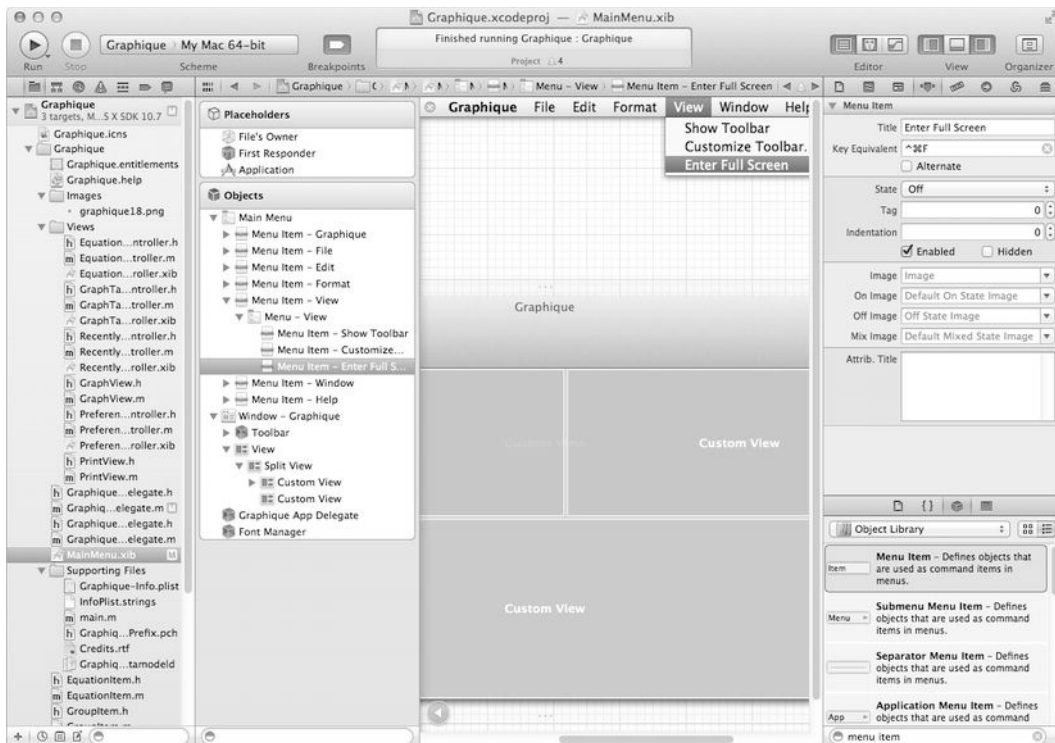 Graphique.xcodeproj — MainMenu.xib
Run
Stop
Graphique › My Mac 64-bit
Scheme
Breakpoints
Finished running Graphique : Graphique
Project 4
Editor
View
Organizer
Graphique
Menu – View
Menu Item – Enter Full Screen
Graphique
3 targets, M...S X SDK 10.7
Graphique.icns
Graphique
Graphique.entitlements
Graphique.help
Images
graphique18.png
Views
Equation...ntroller.h
Equation...troller.m
Equation...roller.xib
GraphTa...ntroller.h
GraphTa...troller.m
GraphTa...roller.xib
Recently...ntroller.h
Recently...troller.m
Recently...roller.xib
GraphView.h
GraphView.m
Preferen...ntroller.h
Preferen...troller.m
Preferen...roller.xib
PrintView.h
PrintView.m
Graphique...elegate.h
Graphiq...elegate.m
Graphique...elegate.h
Graphique...elegate.m
MainMenu.xib M
Supporting Files
Graphique-Info.plist
InfoPlist.strings
main.m
Graphiq...Prefix.pch
Credits.rtf
Graphiq...tamodeld
EquationItem.h
EquationItem.m
GroupItem.h
Placeholders
File's Owner
First Responder
Application
Objects
Main Menu
Menu Item – Graphique
Menu Item – File
Menu Item – Edit
Menu Item – Format
Menu Item – View
Menu – View
Menu Item – Show Toolbar
Menu Item – Customize...
Menu Item – Enter Full S...
Menu Item – Window
Menu Item – Help
Window – Graphique
Toolbar
View
Split View
Custom View
Custom View
Graphique App Delegate
Font Manager
Graphique File Edit Format View Window Help
Show Toolbar
Customize Toolbar.
Enter Full Screen
Graphique
Custom View
Custom View
Custom View
Menu Item
Title Enter Full Screen
Key Equivalent ^⌘F
Alternate
State Off
Tag 0
Indentation 0
Enabled Hidden
Image Image
On Image Default On State Image
Off Image Off State Image
Mix Image Default Mixed State Image
Attrib. Title
Object Library
Item
Menu Item – Defines objects that
are used as command items in
menus.
Menu
Submenu Menu Item – Defines
objects that are used as command
items in menus.
Separator Menu Item – Defines
objects that are used as command
items in menus.
App
Application Menu Item – Defines
objects that are used as command
menu item